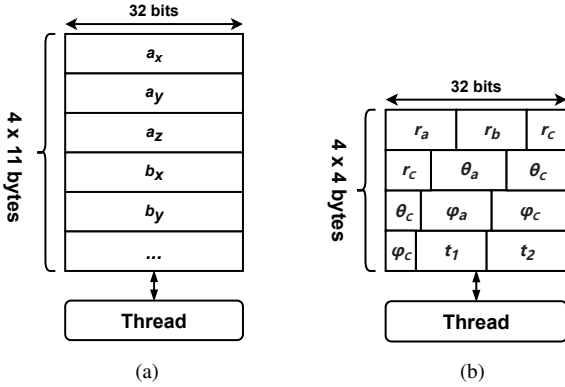 32 bits
4 x 11 bytes
a_x
a_y
a_z
b_x
b_y
...
Thread
(a)
32 bits
4 x 4 bytes
r_a r_b r_c
r_c θ_a θ_c
θ_c φ_a φ_c
φ_c t_1 t_2
Thread
(b)